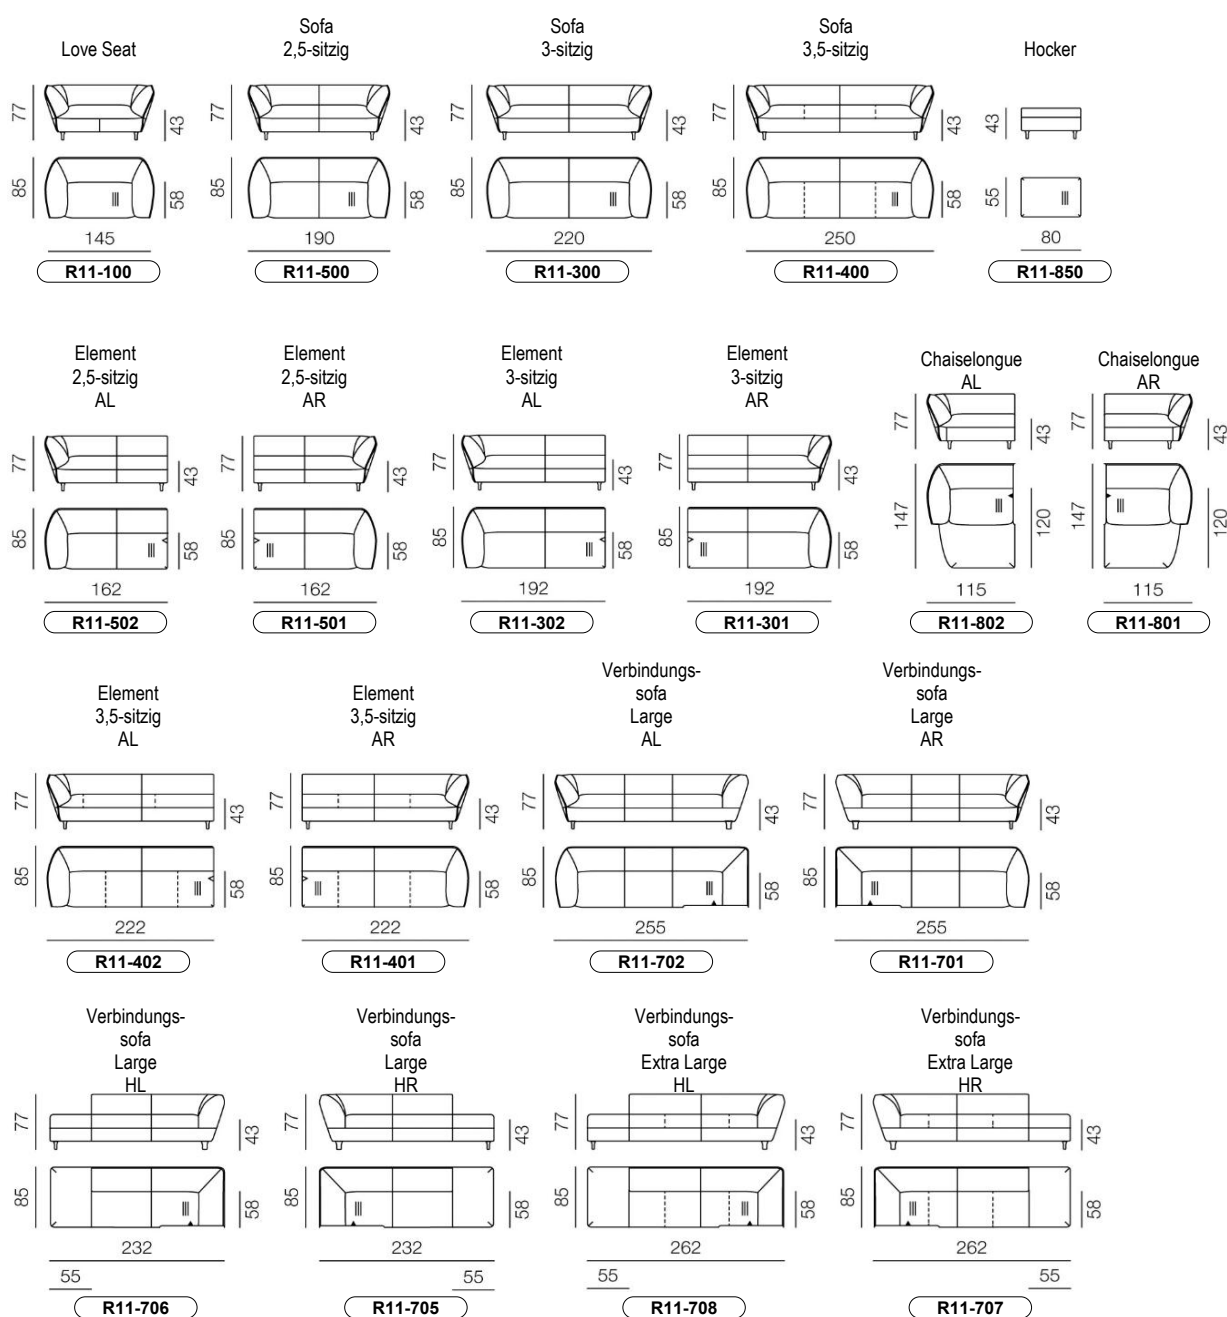 Love Seat
Sofa
2,5-sitzig
Sofa
3-sitzig
Sofa
3,5-sitzig
Hocker
77
43
77
43
77
43
77
43
43
85
58
85
58
85
58
85
58
55
145
190
220
250
80
R11-100
R11-500
R11-300
R11-400
R11-850
Element
2,5-sitzig
AL
Element
2,5-sitzig
AR
Element
3-sitzig
AL
Element
3-sitzig
AR
Chaiselongue
AL
Chaiselongue
AR
77
43
77
43
77
43
77
43
77
43
77
43
85
58
85
58
85
58
85
58
147
120
147
120
162
162
192
192
115
115
R11-502
R11-501
R11-302
R11-301
R11-802
R11-801
Element
3,5-sitzig
AL
Element
3,5-sitzig
AR
Verbindungs-
sofa
Large
AL
Verbindungs-
sofa
Large
AR
77
43
77
43
77
43
77
43
85
58
85
58
85
58
85
58
222
222
255
255
R11-402
R11-401
R11-702
R11-701
Verbindungs-
sofa
Large
HL
Verbindungs-
sofa
Large
HR
Verbindungs-
sofa
Extra Large
HL
Verbindungs-
sofa
Extra Large
HR
77
43
77
43
77
43
77
43
85
58
85
58
85
58
85
58
232
232
262
262
55
55
55
55
R11-706
R11-705
R11-708
R11-707